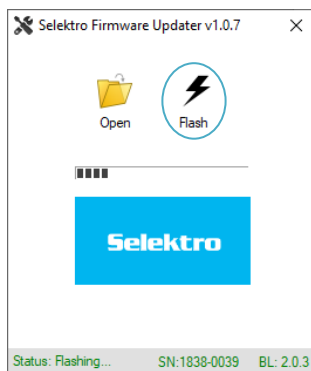 Selektro Firmware Updater v1.0.7
Open Flash
Selektro
Status: Flashing... SN:1838-0039 BL: 2.0.3